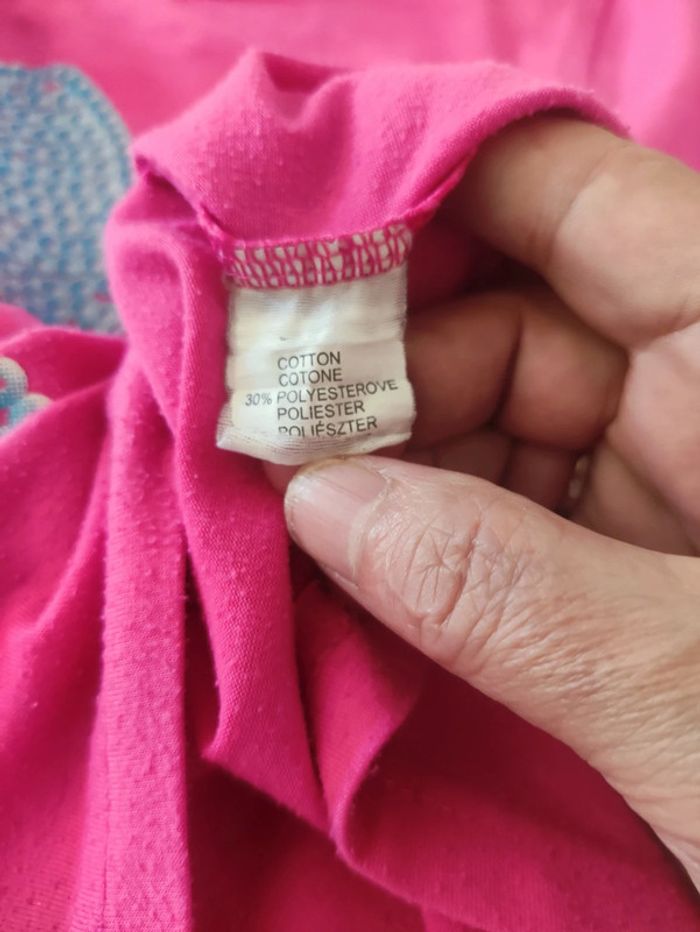 COTTON
COTONE
30% POLYESTEROVE
POLIESTER
POLIÉSZTER